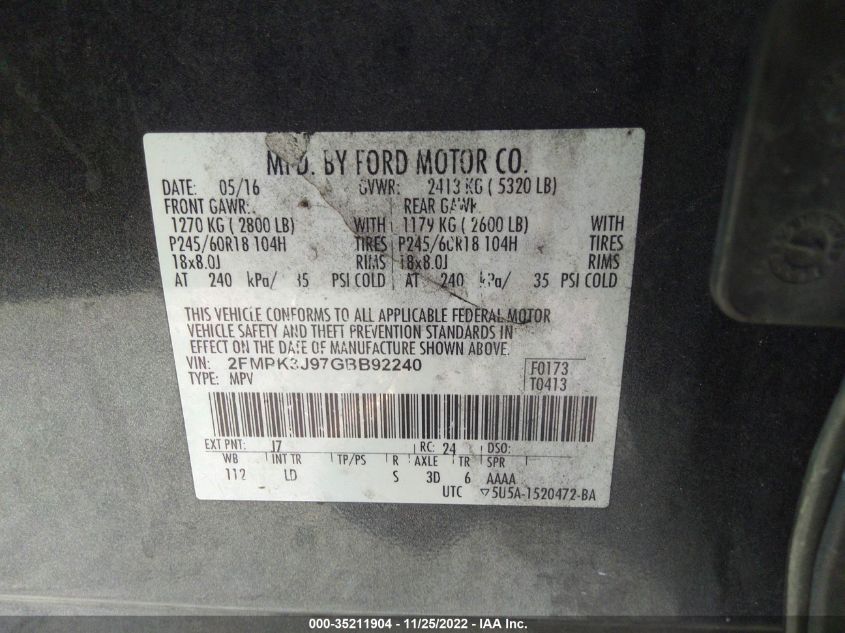 MFD. BY FORD MOTOR CO.
DATE: 05/16 GVWR: 2413 KG ( 5320 LB)
FRONT GAWR: REAR GAWR
1270 KG ( 2800 LB) WITH 1179 KG ( 2600 LB) WITH
P245/60R18 104H TIRES P245/60R18 104H TIRES
18x8.0J RIMS 18x8.0J RIMS
AT 240 kPa/ 35 PSI COLD AT 240 kPa/ 35 PSI COLD
THIS VEHICLE CONFORMS TO ALL APPLICABLE FEDERAL MOTOR
VEHICLE SAFETY AND THEFT PREVENTION STANDARDS IN
EFFECT ON THE DATE OF MANUFACTURE SHOWN ABOVE.
VIN: 2FMPK3J97GBB92240 F0173
TYPE: MPV T0413
EXT PNT: J7 RC: 24 DSO:
WB INT TR TP/PS R AXLE TR SPR
112 LD S 3D 6 AAAA
UTC ▽5U5A-1520472-BA
000-35211904 - 11/25/2022 - IAA Inc.